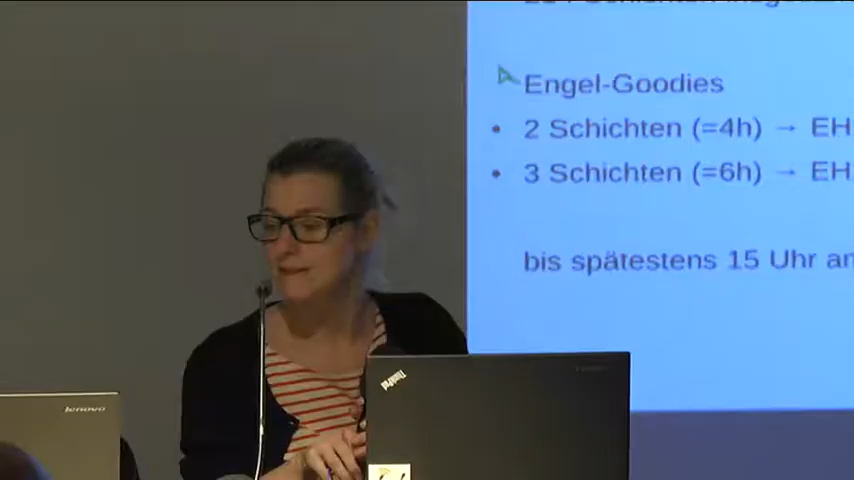 Engel-Goodies
• 2 Schichten (=4h) → EH
• 3 Schichten (=6h) → EH
bis spätestens 15 Uhr an
ThinkPad
lenovo